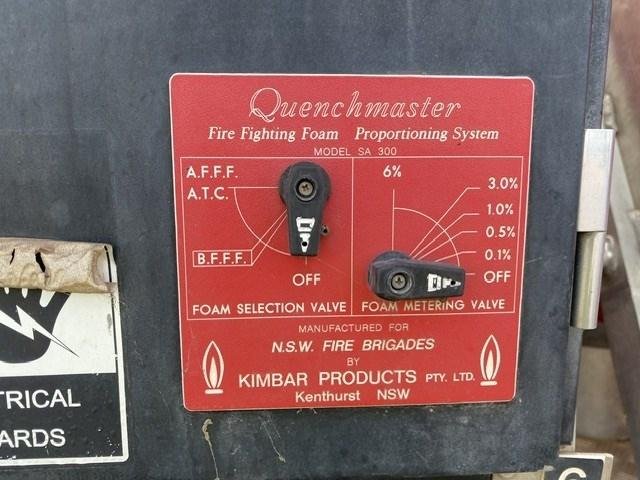 Quenchmaster
Fire Fighting Foam Proportioning System
MODEL SA 300
A.F.F.F.
A.T.C.
B.F.F.F.
OFF
FOAM SELECTION VALVE
6%
3.0%
1.0%
0.5%
0.1%
OFF
FOAM METERING VALVE
MANUFACTURED FOR
N.S.W. FIRE BRIGADES
BY
KIMBAR PRODUCTS PTY. LTD.
Kenthurst NSW
TRICAL
ARDS